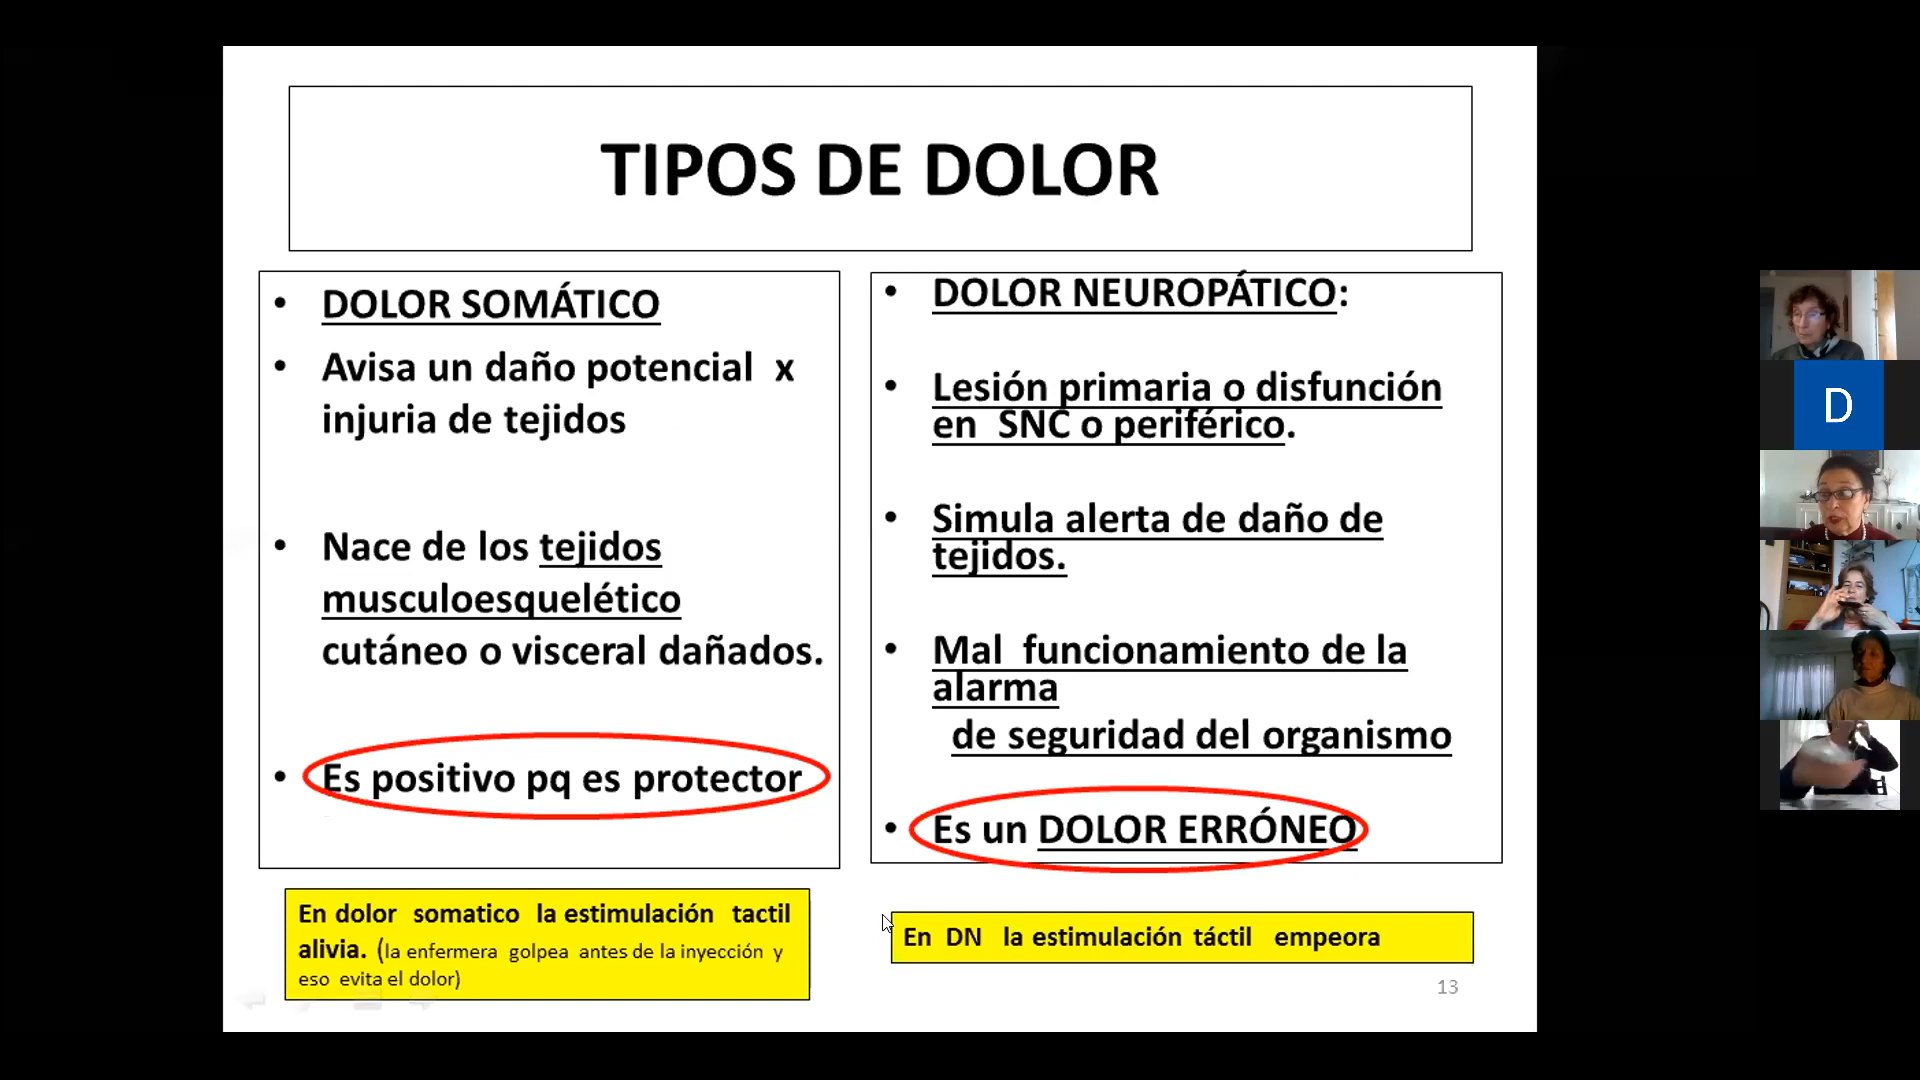 TIPOS DE DOLOR
• DOLOR SOMÁTICO
• Avisa un daño potencial x
injuria de tejidos
• Nace de los tejidos
musculoesquelético
cutáneo o visceral dañados.
• Es positivo pq es protector
En dolor somatico la estimulación tactil
alivia. (la enfermera golpea antes de la inyección y
eso evita el dolor)
• DOLOR NEUROPÁTICO:
• Lesión primaria o disfunción
en SNC o periférico.
• Simula alerta de daño de
tejidos.
• Mal funcionamiento de la
alarma
de seguridad del organismo
• Es un DOLOR ERRÓNEO
En DN la estimulación táctil empeora
13
D